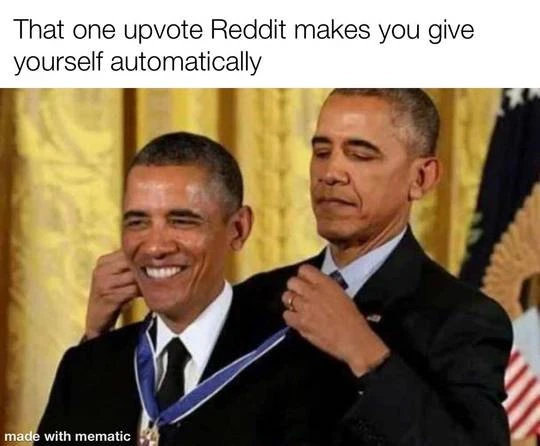 That one upvote Reddit makes you give
yourself automatically
made with mematic